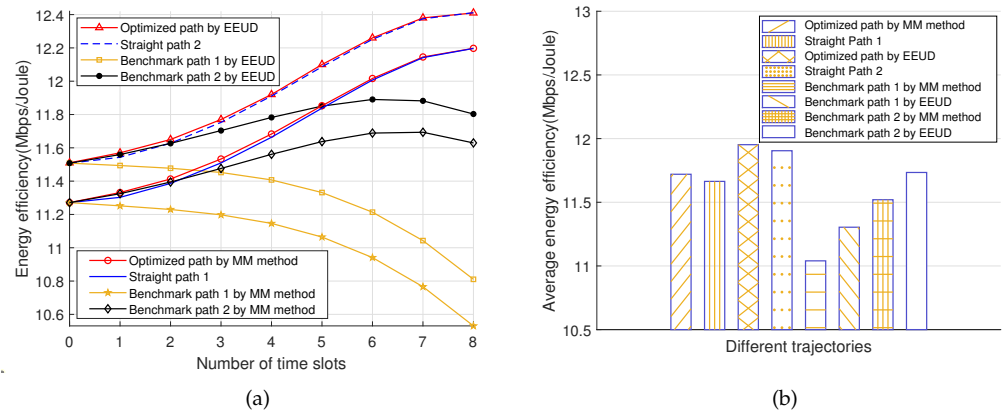 12.4
12.2
12
11.8
11.6
11.4
11.2
11
10.8
10.6
Energy efficiency(Mbps/Joule)
Optimized path by EEUD
Straight path 2
Benchmark path 1 by EEUD
Benchmark path 2 by EEUD
Optimized path by MM method
Straight path 1
Benchmark path 1 by MM method
Benchmark path 2 by MM method
0 1 2 3 4 5 6 7 8
Number of time slots
(a)
13
12.5
12
11.5
11
10.5
Average energy efficiency(Mbps/Joule)
Optimized path by MM method
Straight Path 1
Optimized path by EEUD
Straight Path 2
Benchmark path 1 by MM method
Benchmark path 1 by EEUD
Benchmark path 2 by MM method
Benchmark path 2 by EEUD
Different trajectories
(b)